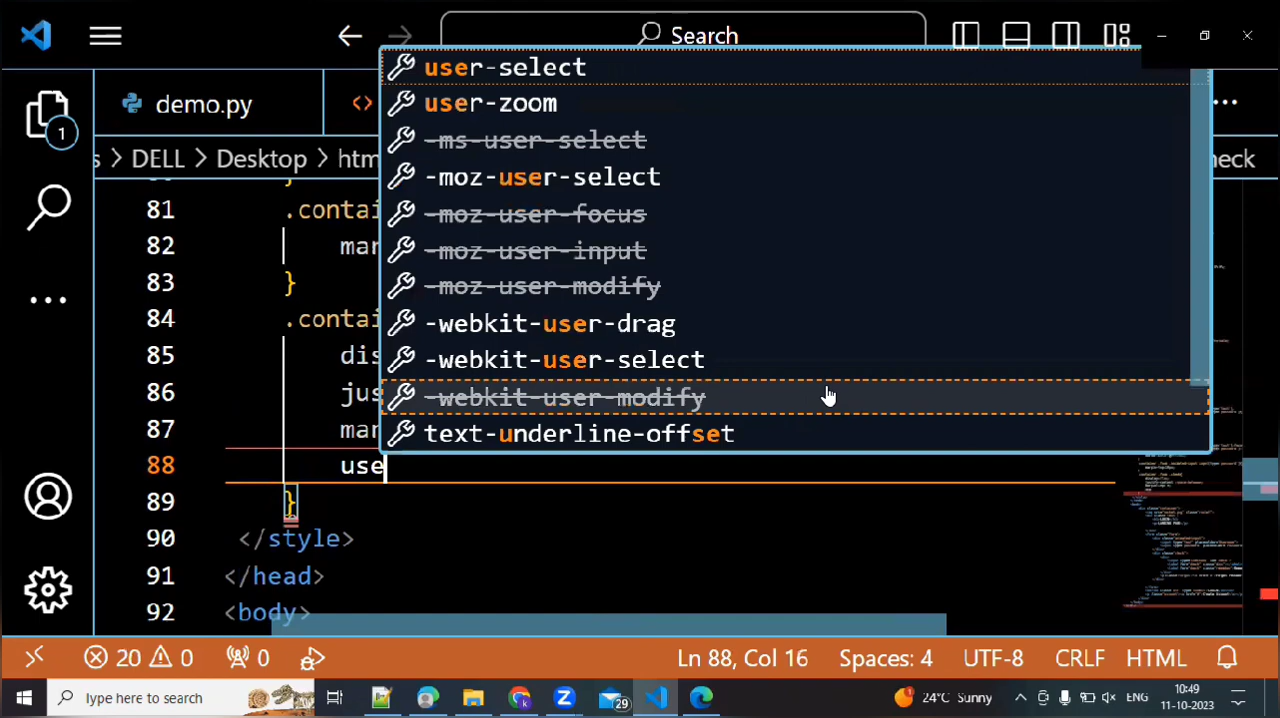 Search
demo.py
s > DELL > Desktop > htm
heck
user-select
user-zoom
-ms-user-select
-moz-user-select
-moz-user-focus
-moz-user-input
-moz-user-modify
-webkit-user-drag
-webkit-user-select
-webkit-user-modify
text-underline-offset
1
81 .contai
82 mar
83 }
84 .contai
85 dis
86 jus
87 mar
88 use
89 }
90 </style>
91 </head>
92 <body>
20 0 0 Ln 88, Col 16 Spaces: 4 UTF-8 CRLF HTML
Type here to search 29 24°C Sunny ENG 10:49
11-10-2023